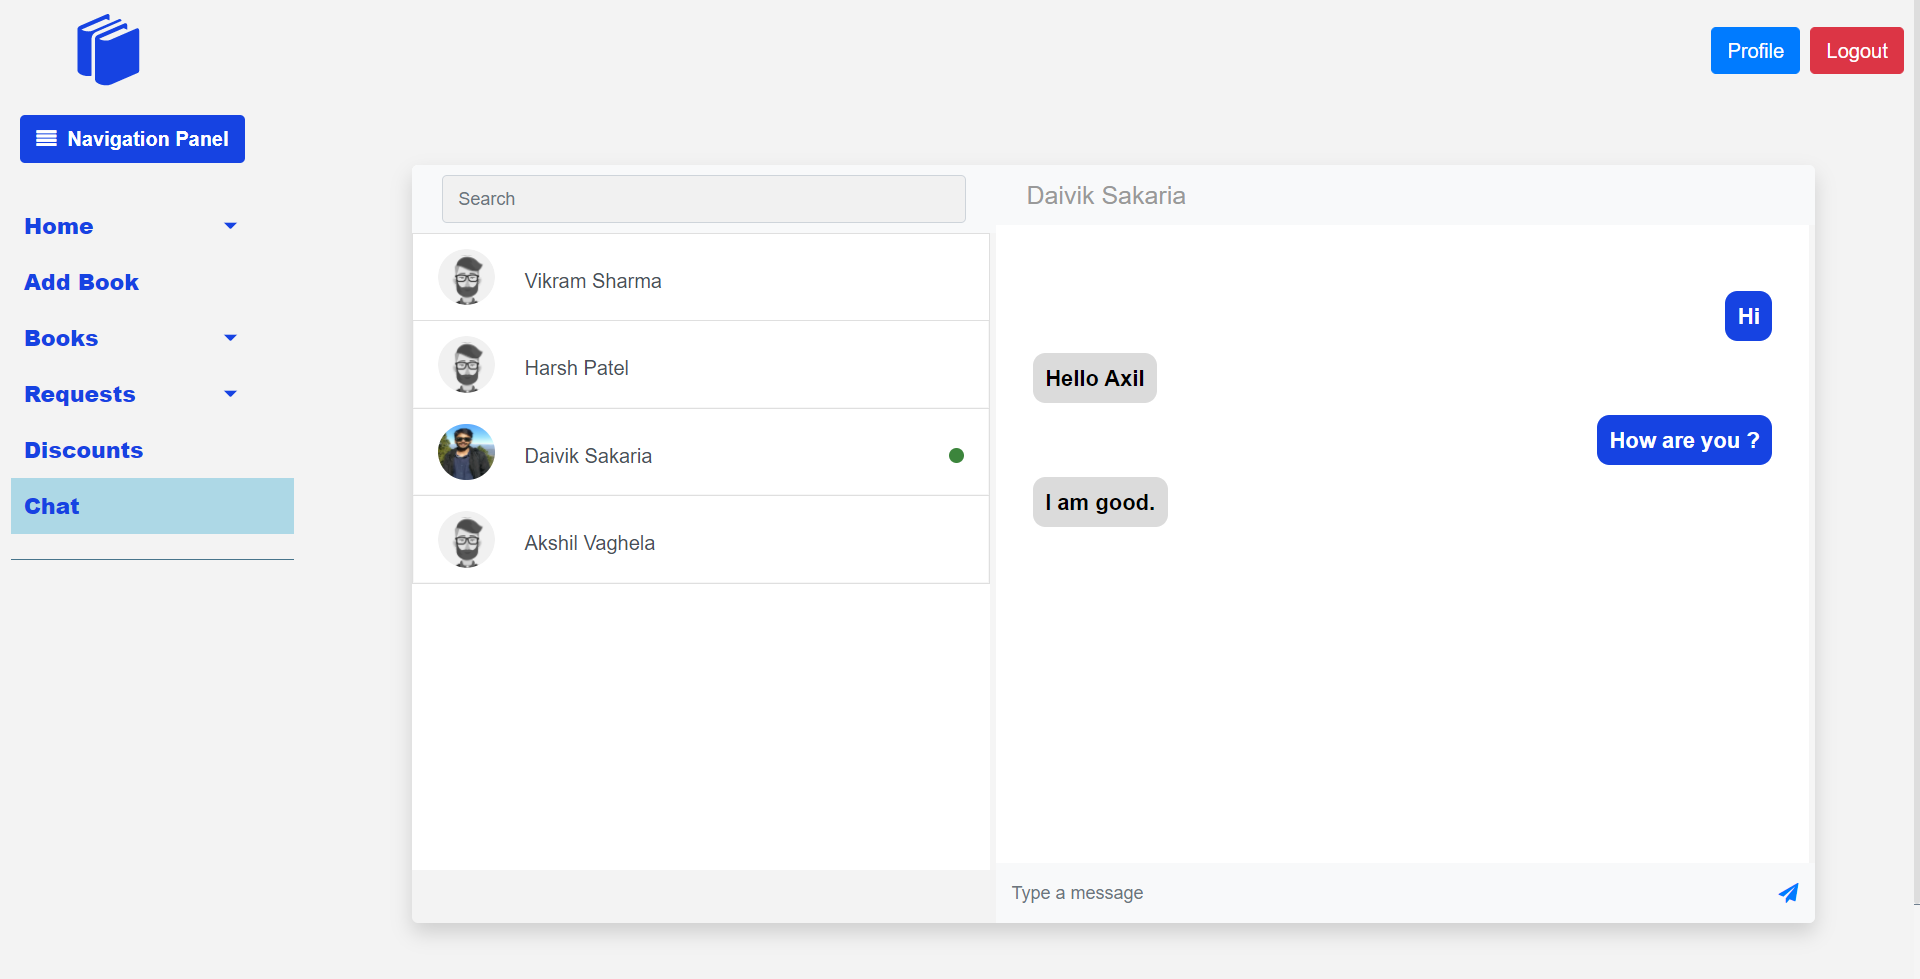 Profile
Logout
Navigation Panel
Home
Add Book
Books
Requests
Discounts
Chat
Search
Vikram Sharma
Harsh Patel
Daivik Sakaria
Akshil Vaghela
Daivik Sakaria
Hi
Hello Axil
How are you ?
I am good.
Type a message